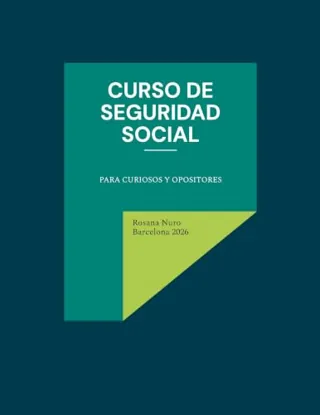 CURSO DE
SEGURIDAD
SOCIAL
PARA CURIOSOS Y OPOSITORES
Rosana Nuro
Barcelona 2026